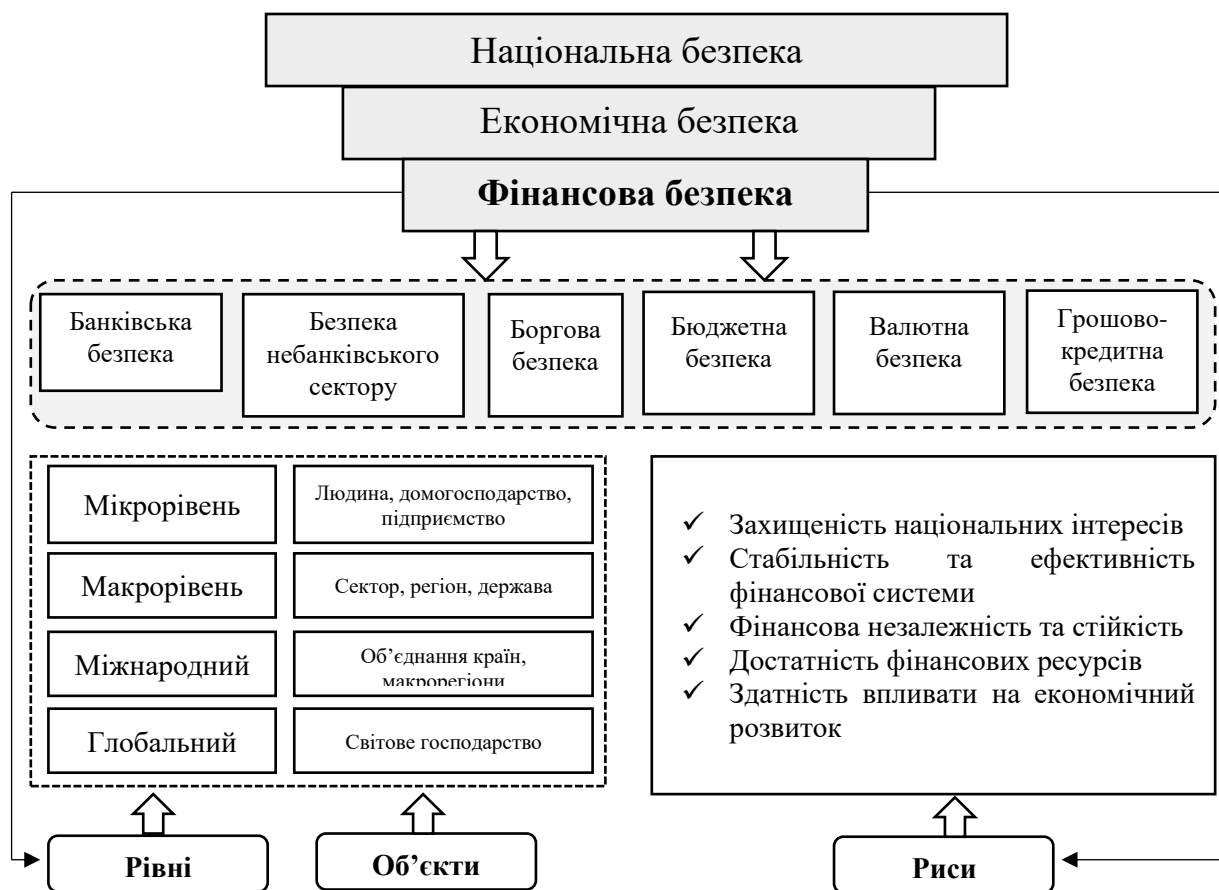 Національна безпека
Економічна безпека
Фінансова безпека
Банківська
безпека
Безпека
небанківського
сектору
Боргова
безпека
Бюджетна
безпека
Валютна
безпека
Грошово-
кредитна
безпека
Мікрорівень
Людина, домогосподарство,
підприємство
Макрорівень
Сектор, регіон, держава
Міжнародний
Об’єднання країн,
макрорегіони
Глобальний
Світове господарство
✓ Захищеність національних інтересів
✓ Стабільність та ефективність
фінансової системи
✓ Фінансова незалежність та стійкість
✓ Достатність фінансових ресурсів
✓ Здатність впливати на економічний
розвиток
Рівні
Об’єкти
Риси